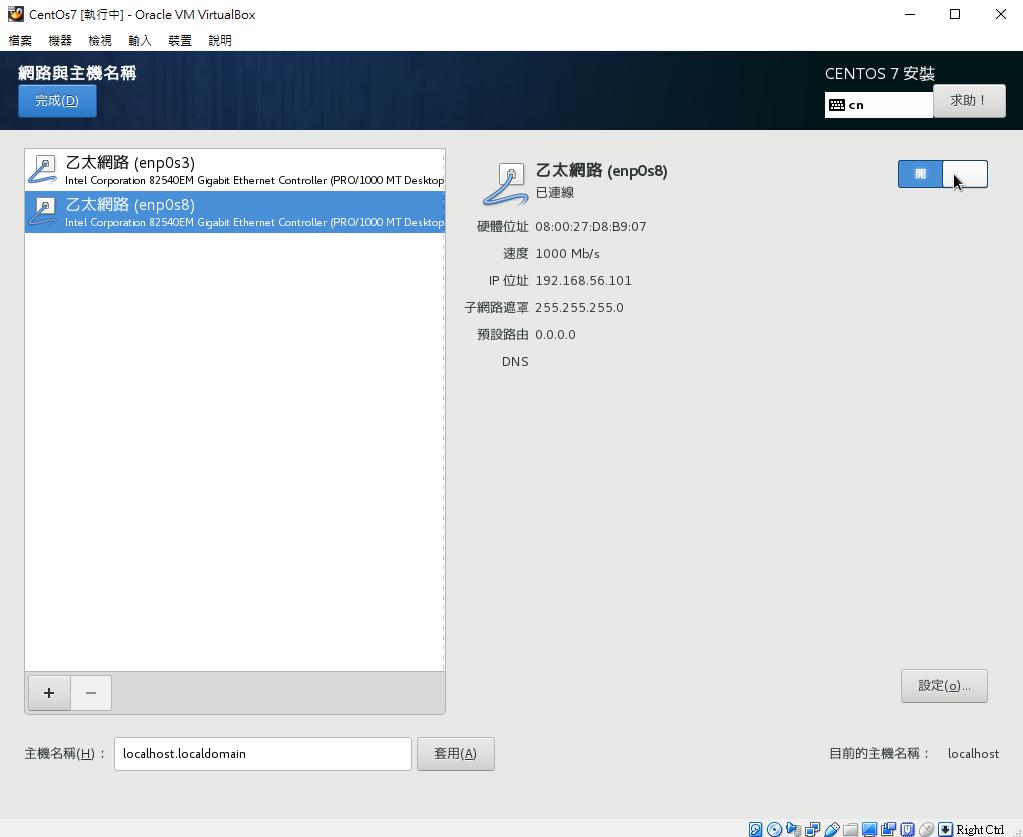 CentOs7 [執行中] - Oracle VM VirtualBox
檔案 機器 檢視 輸入 裝置 說明
網路與主機名稱
完成(D)
CENTOS 7 安裝
cn
求助！
乙太網路 (enp0s3)
Intel Corporation 82540EM Gigabit Ethernet Controller (PRO/1000 MT Desktop
乙太網路 (enp0s8)
Intel Corporation 82540EM Gigabit Ethernet Controller (PRO/1000 MT Desktop
乙太網路 (enp0s8)
已連線
開
硬體位址 08:00:27:D8:B9:07
速度 1000 Mb/s
IP 位址 192.168.56.101
子網路遮罩 255.255.255.0
預設路由 0.0.0.0
DNS
+ −
設定(o)...
主機名稱(H)： localhost.localdomain 套用(A)
目前的主機名稱： localhost
Right Ctrl